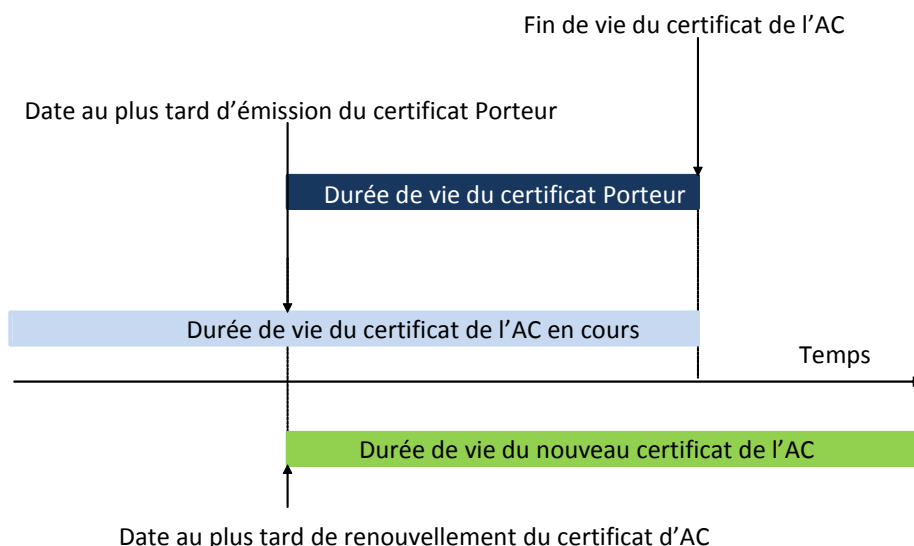 Fin de vie du certificat de l’AC
Date au plus tard d’émission du certificat Porteur
Durée de vie du certificat Porteur
Durée de vie du certificat de l’AC en cours
Temps
Durée de vie du nouveau certificat de l’AC
Date au plus tard de renouvellement du certificat d’AC